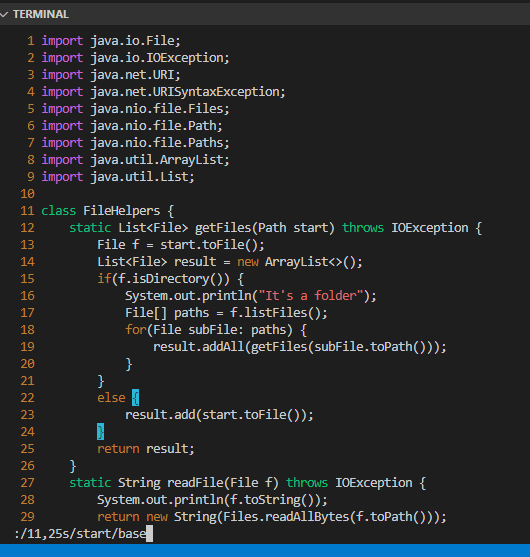 TERMINAL
1 import java.io.File;
2 import java.io.IOException;
3 import java.net.URI;
4 import java.net.URISyntaxException;
5 import java.nio.file.Files;
6 import java.nio.file.Path;
7 import java.nio.file.Paths;
8 import java.util.ArrayList;
9 import java.util.List;
10
11 class FileHelpers {
12     static List<File> getFiles(Path start) throws IOException {
13         File f = start.toFile();
14         List<File> result = new ArrayList<>();
15         if(f.isDirectory()) {
16             System.out.println("It's a folder");
17             File[] paths = f.listFiles();
18             for(File subFile: paths) {
19                 result.addAll(getFiles(subFile.toPath()));
20             }
21         }
22         else {
23             result.add(start.toFile());
24         }
25         return result;
26     }
27     static String readFile(File f) throws IOException {
28         System.out.println(f.toString());
29         return new String(Files.readAllBytes(f.toPath()));
:/11,25s/start/base